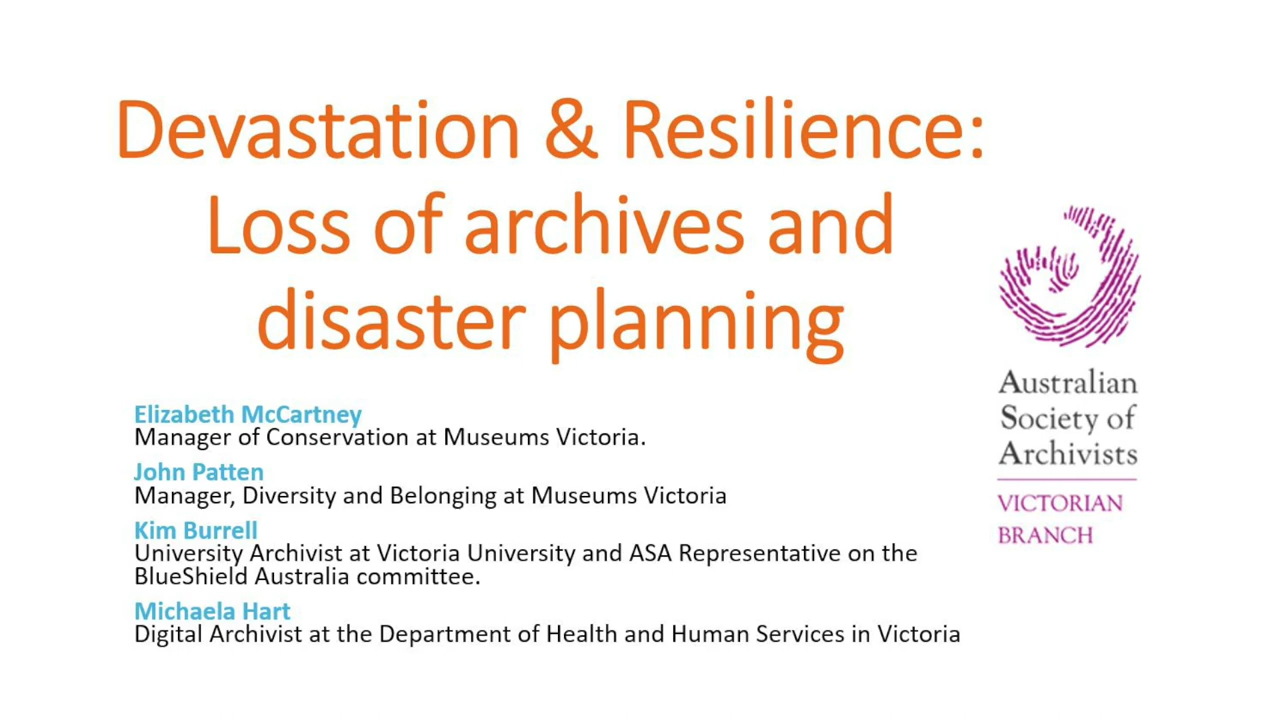 Devastation & Resilience:
Loss of archives and
disaster planning
Elizabeth McCartney
Manager of Conservation at Museums Victoria.
John Patten
Manager, Diversity and Belonging at Museums Victoria
Kim Burrell
University Archivist at Victoria University and ASA Representative on the
BlueShield Australia committee.
Michaela Hart
Digital Archivist at the Department of Health and Human Services in Victoria
Australian
Society of
Archivists
VICTORIAN
BRANCH